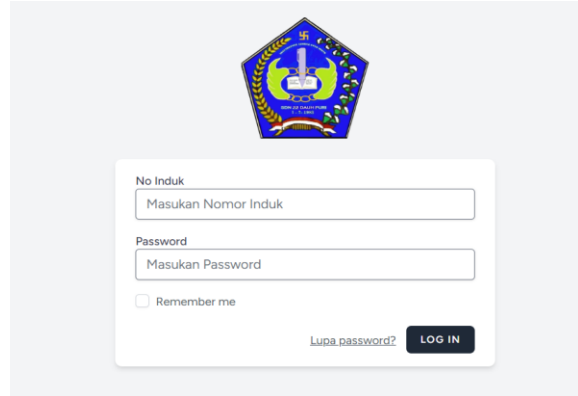 No Induk
Masukan Nomor Induk
Password
Masukan Password
Remember me
Lupa password? LOG IN